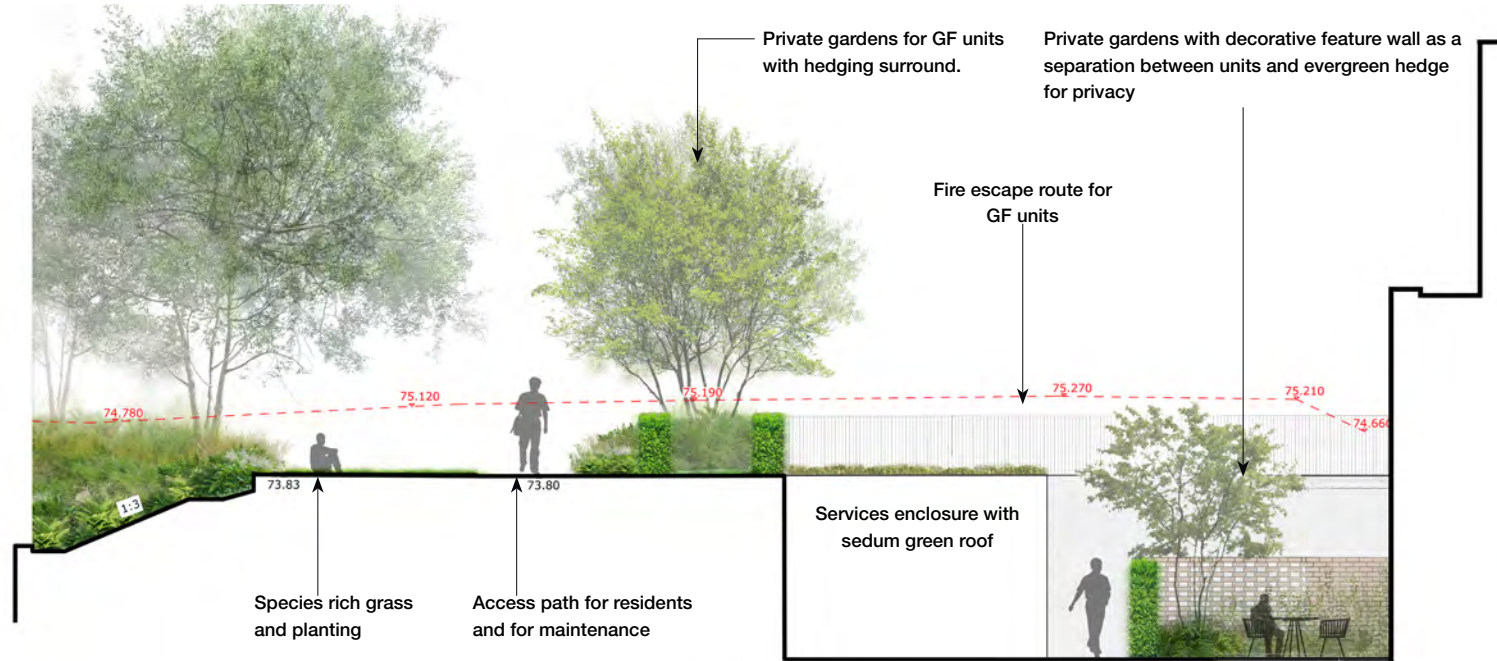 Private gardens for GF units
with hedging surround.
Private gardens with decorative feature wall as a
separation between units and evergreen hedge
for privacy
Fire escape route for
GF units
74.780
75.120
75.190
75.270
75.210
74.660
73.83
73.80
1:3
Services enclosure with
sedum green roof
Species rich grass
and planting
Access path for residents
and for maintenance